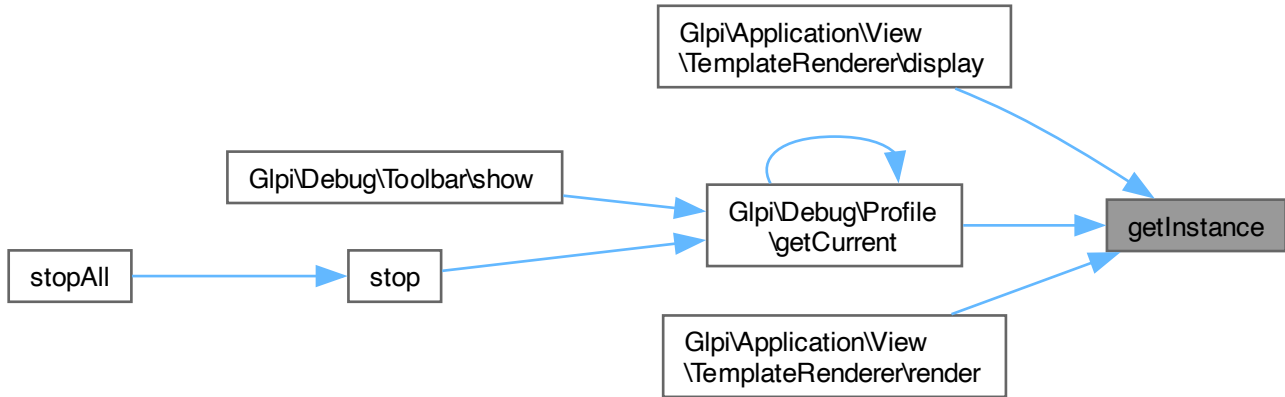 Glpi\Application\View
\TemplateRenderer\display
Glpi\Debug\Toolbar\show
Glpi\Debug\Profile
\getCurrent
getInstance
stopAll
stop
Glpi\Application\View
\TemplateRenderer\render